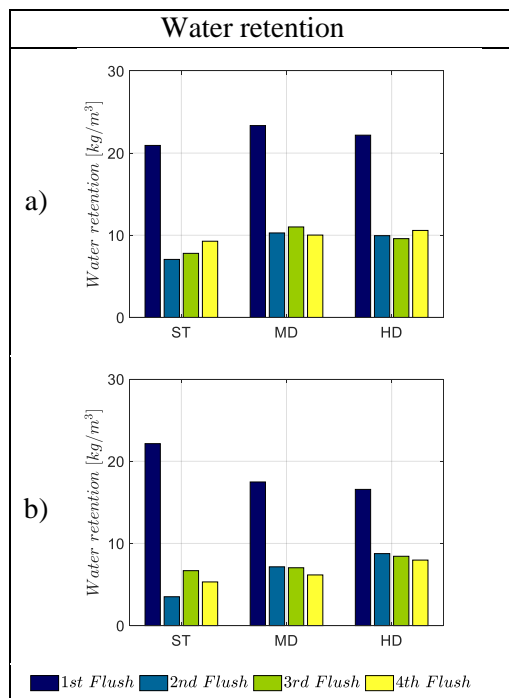 Water retention
a)
Water retention [kg/m³]
30
20
10
0
ST MD HD
b)
Water retention [kg/m³]
30
20
10
0
ST MD HD
1st Flush 2nd Flush 3rd Flush 4th Flush